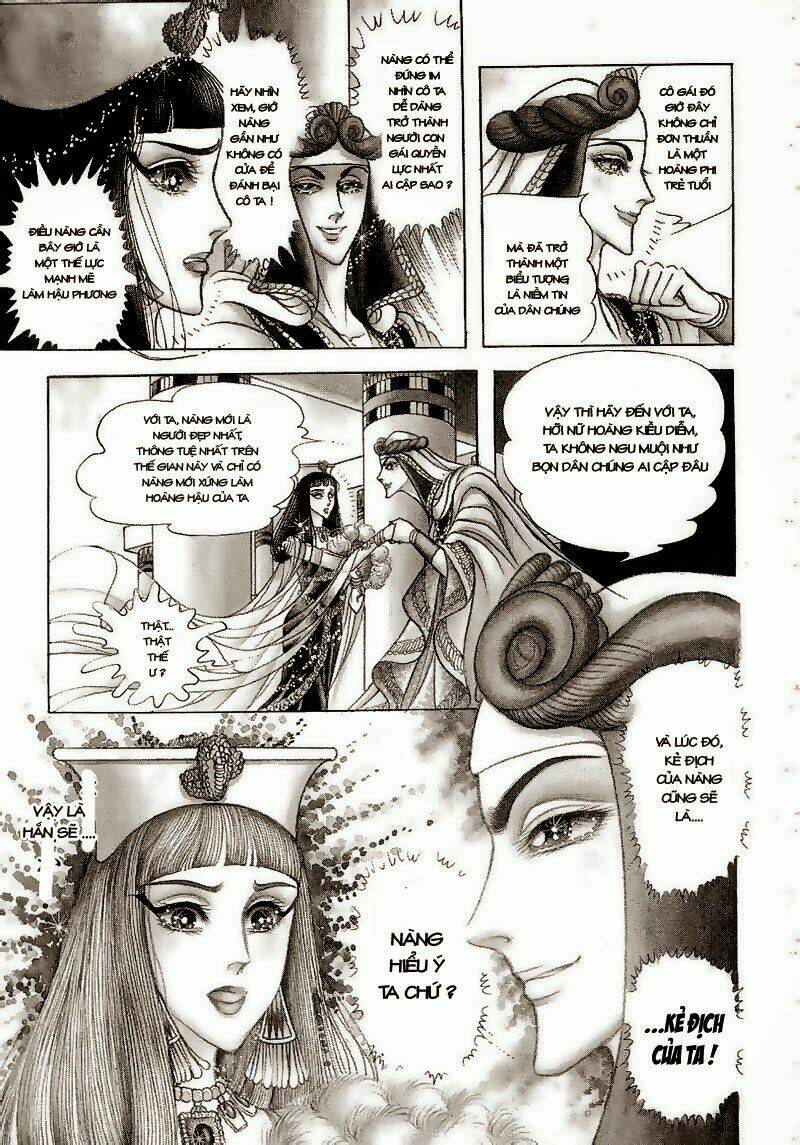 CÔ GÁI ĐÓ
GIỜ ĐÂY
KHÔNG CHỈ
ĐƠN THUẦN
LÀ MỘT
HOÀNG PHI
TRẺ TUỔI
MÀ ĐÃ TRỞ
THÀNH MỘT
BIỂU TƯỢNG,
LÀ NIỀM TIN
CỦA DÂN CHÚNG
NÀNG CÓ THỂ
ĐỨNG IM
NHÌN CÔ TA
DỄ DÀNG
TRỞ THÀNH
NGƯỜI CON
GÁI QUYỀN
LỰC NHẤT
AI CẬP SAO ?
HÃY NHÌN
XEM, GIỜ
NÀNG
GẦN NHƯ
KHÔNG CÓ
CỬA ĐỂ
ĐÁNH BẠI
CÔ TA !
ĐIỀU NÀNG CẦN
BÂY GIỜ LÀ
MỘT THẾ LỰC
MẠNH MẼ
LÀM HẬU PHƯƠNG
VẬY THÌ HÃY ĐẾN VỚI TA,
HỠI NỮ HOÀNG KIỀU DIỄM,
TA KHÔNG NGU MUỘI NHƯ
BỌN DÂN CHÚNG AI CẬP ĐÂU
VỚI TA, NÀNG MỚI LÀ
NGƯỜI ĐẸP NHẤT,
THÔNG TUỆ NHẤT TRÊN
THẾ GIAN NÀY VÀ CHỈ CÓ
NÀNG MỚI XỨNG LÀM
HOÀNG HẬU CỦA TA
THẬT...
THẬT
THẾ
Ư ?
VÀ LÚC ĐÓ,
KẺ ĐỊCH
CỦA NÀNG
CŨNG SẼ
LÀ....
...KẺ ĐỊCH
CỦA TA !
NÀNG
HIỂU Ý
TA CHỨ ?
VẬY LÀ
HẮN SẼ ....